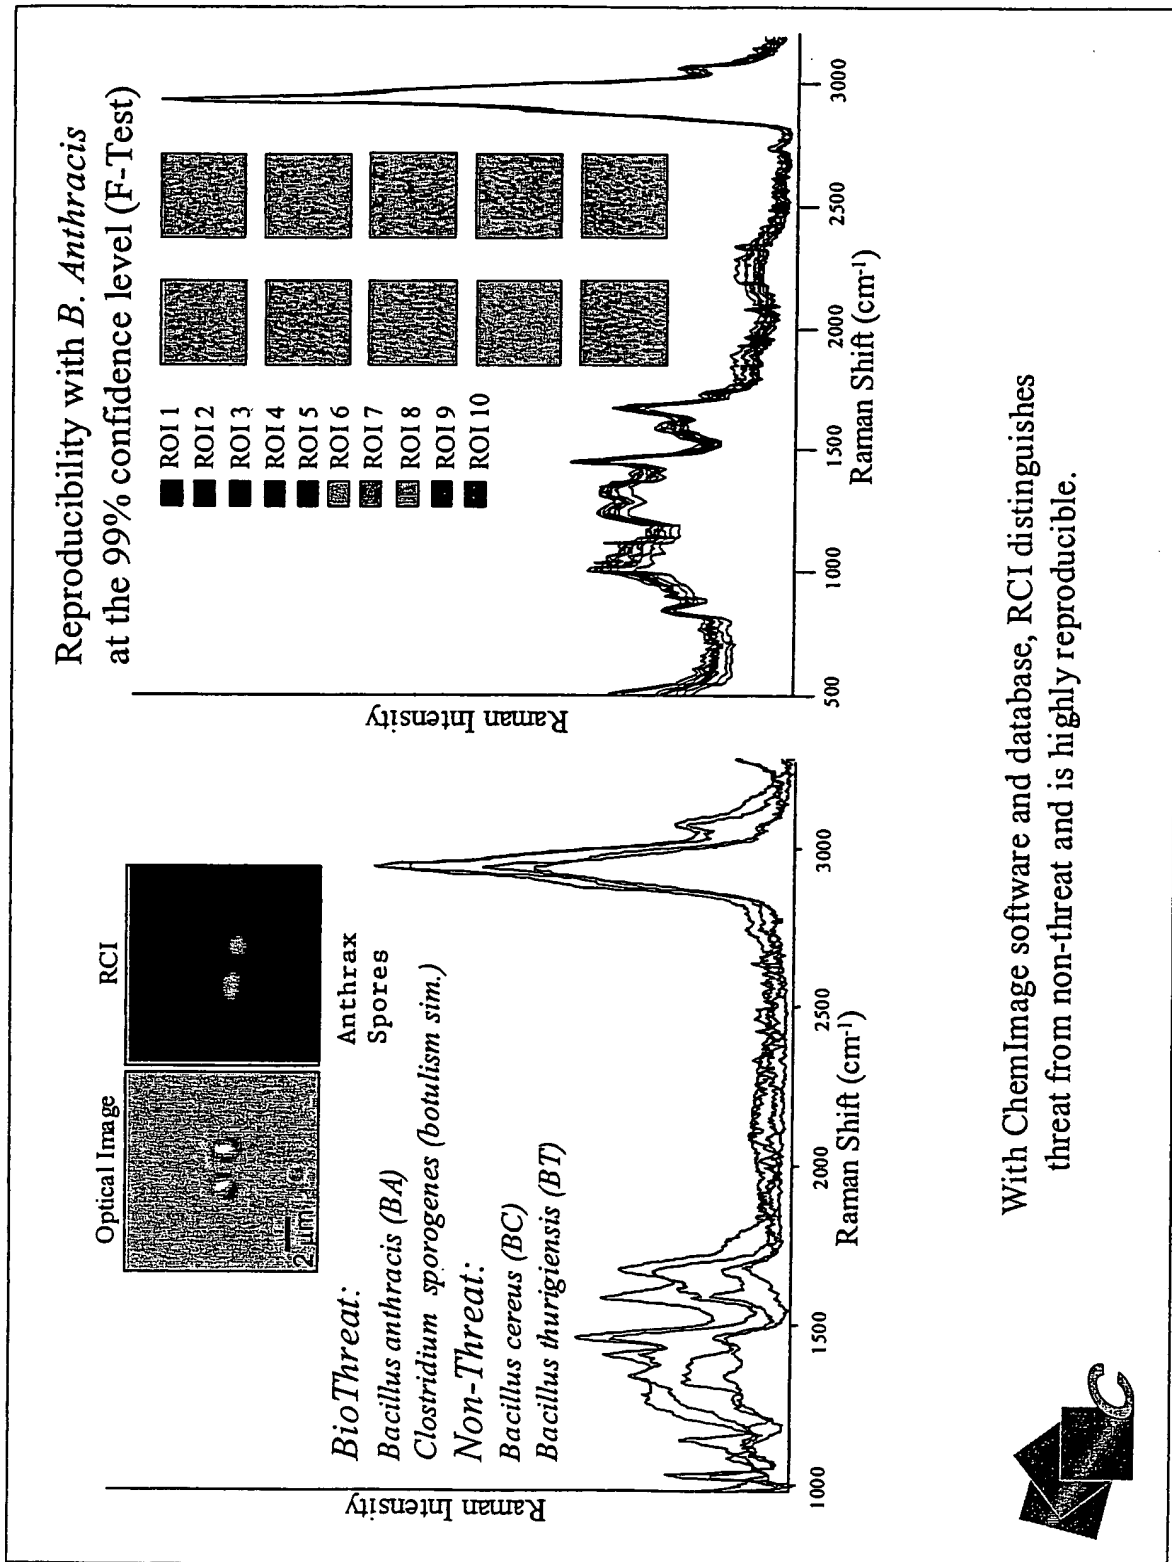 Optical Image
RCI
2 µm
Anthrax
Spores
BioThreat:
Bacillus anthracis (BA)
Clostridium sporogenes (botulism sim.)
Non-Threat:
Bacillus cereus (BC)
Bacillus thurigiensis (BT)
Raman Intensity
1000
1500
2000
2500
3000
Raman Shift (cm-1)
Reproducibility with B. Anthracis
at the 99% confidence level (F-Test)
ROI 1
ROI 2
ROI 3
ROI 4
ROI 5
ROI 6
ROI 7
ROI 8
ROI 9
ROI 10
Raman Intensity
500
1000
1500
2000
2500
3000
Raman Shift (cm-1)
With ChemImage software and database, RCI distinguishes
threat from non-threat and is highly reproducible.
C